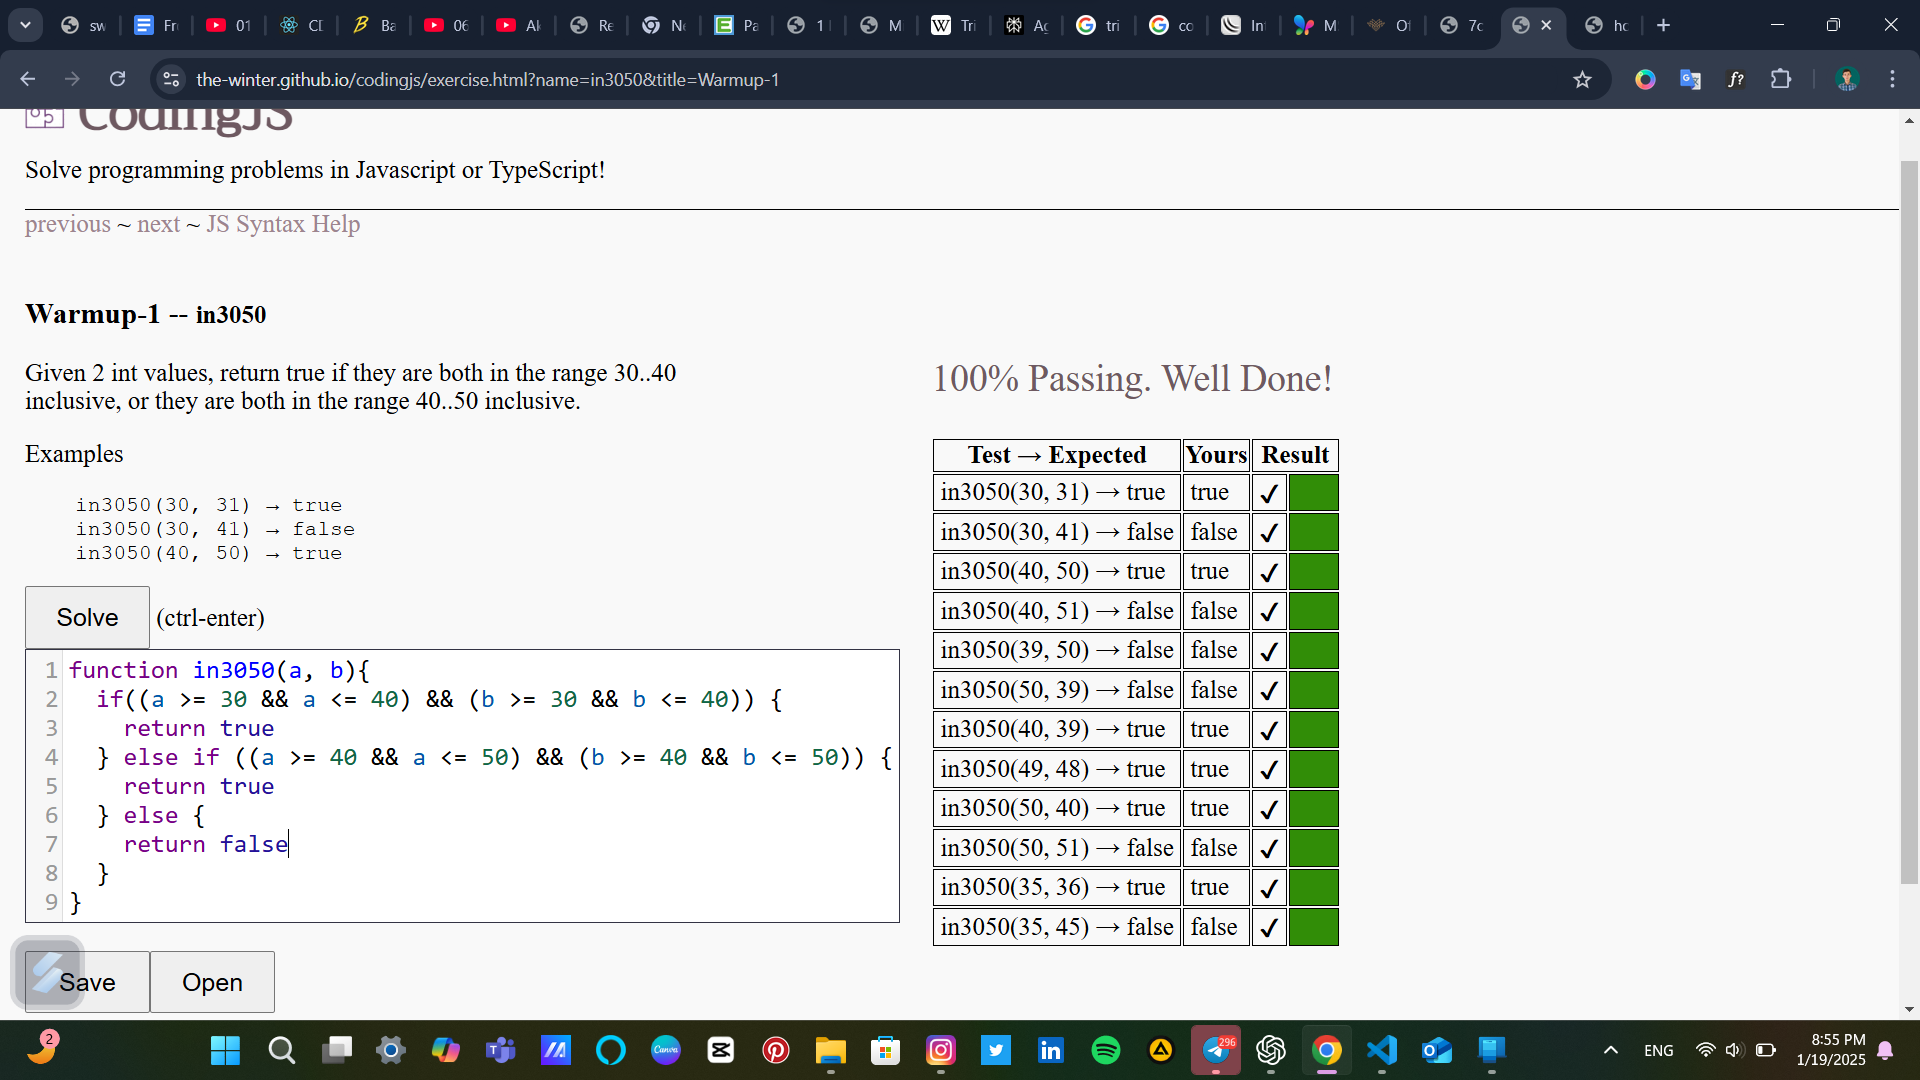 sw
Fr
01
CI
Ba
06
Al
Re
Ne
Pa
1
M
Tri
Ag
tri
co
In
M
Of
7c
hc
the-winter.github.io/codingjs/exercise.html?name=in3050&title=Warmup-1
CodingJS
Solve programming problems in Javascript or TypeScript!
previous ~ next ~ JS Syntax Help
Warmup-1 -- in3050
Given 2 int values, return true if they are both in the range 30..40
inclusive, or they are both in the range 40..50 inclusive.
Examples
in3050(30, 31) → true
in3050(30, 41) → false
in3050(40, 50) → true
Solve (ctrl-enter)
1 function in3050(a, b){
2 if((a >= 30 && a <= 40) && (b >= 30 && b <= 40)) {
3 return true
4 } else if ((a >= 40 && a <= 50) && (b >= 40 && b <= 50)) {
5 return true
6 } else {
7 return false
8 }
9 }
Save Open
100% Passing. Well Done!
Test → Expected Yours Result
in3050(30, 31) → true true ✓
in3050(30, 41) → false false ✓
in3050(40, 50) → true true ✓
in3050(40, 51) → false false ✓
in3050(39, 50) → false false ✓
in3050(50, 39) → false false ✓
in3050(40, 39) → true true ✓
in3050(49, 48) → true true ✓
in3050(50, 40) → true true ✓
in3050(50, 51) → false false ✓
in3050(35, 36) → true true ✓
in3050(35, 45) → false false ✓
2
Canva
296
ENG
8:55 PM
1/19/2025